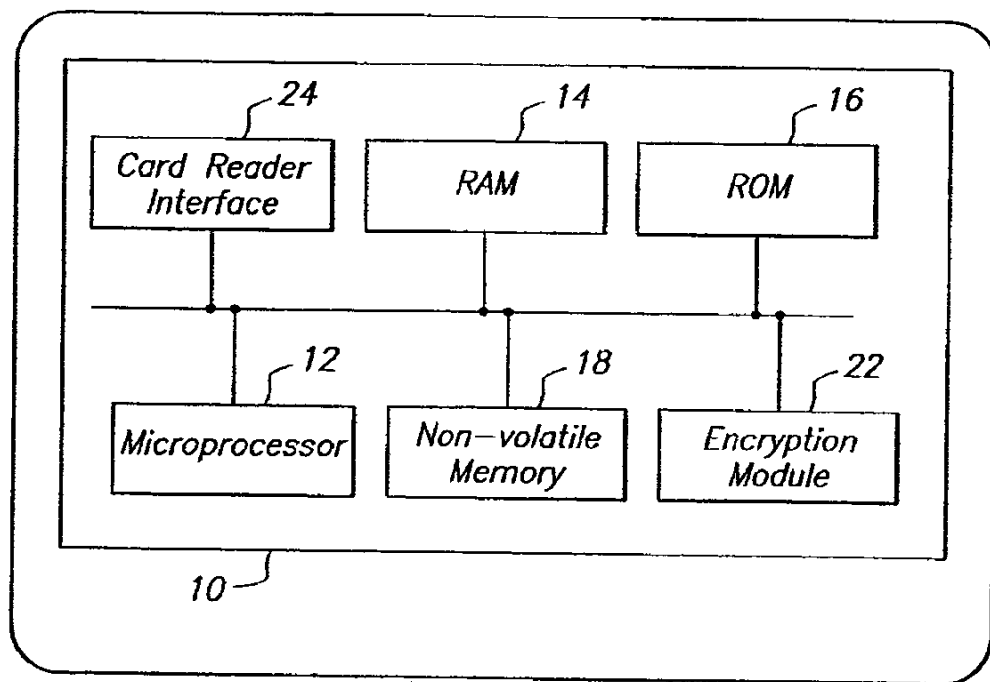 24
14
16
Card Reader
Interface
RAM
ROM
12
18
22
Microprocessor
Non-volatile
Memory
Encryption
Module
10